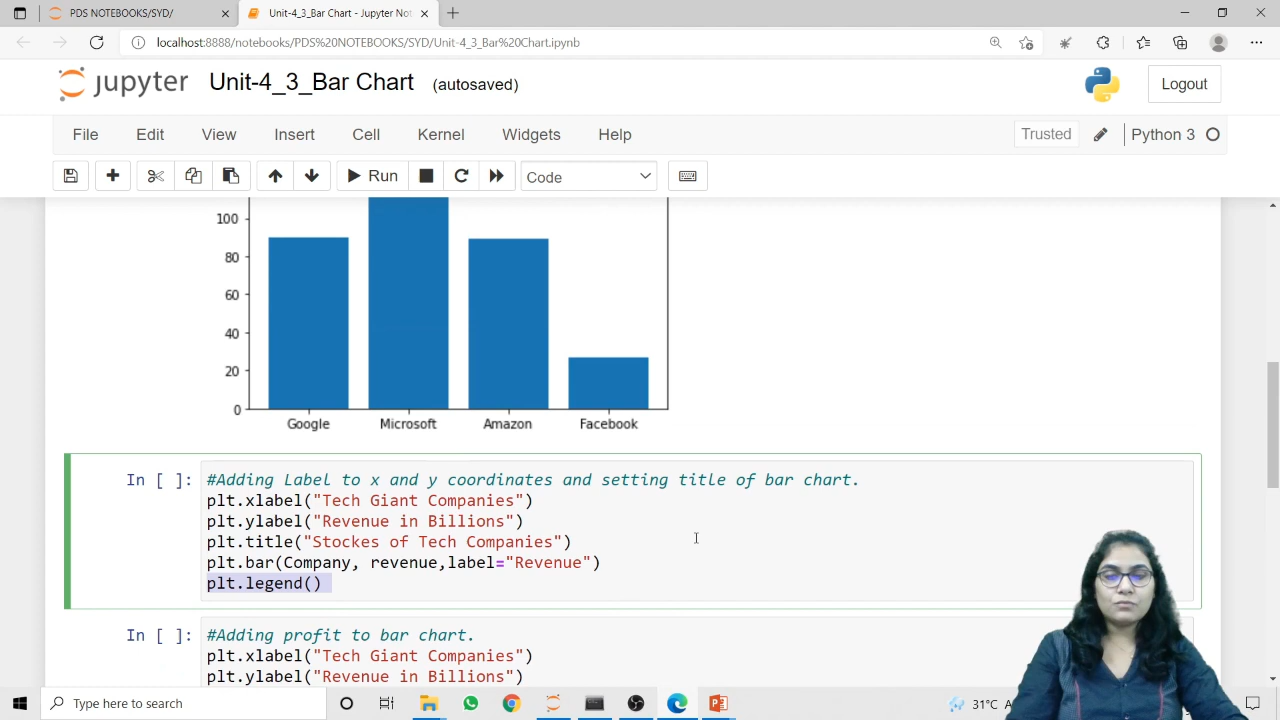 PDS NOTEBOOKS/SYD/
Unit-4_3_Bar Chart - Jupyter Not
localhost:8888/notebooks/PDS%20NOTEBOOKS/SYD/Unit-4_3_Bar%20Chart.ipynb
jupyter Unit-4_3_Bar Chart (autosaved)
Logout
File Edit View Insert Cell Kernel Widgets Help
Trusted Python 3
Run Code
100
80
60
40
20
0
Google Microsoft Amazon Facebook
In [ ]: #Adding Label to x and y coordinates and setting title of bar chart.
plt.xlabel("Tech Giant Companies")
plt.ylabel("Revenue in Billions")
plt.title("Stockes of Tech Companies")
plt.bar(Company, revenue,label="Revenue")
plt.legend()
In [ ]: #Adding profit to bar chart.
plt.xlabel("Tech Giant Companies")
plt.ylabel("Revenue in Billions")
Type here to search
31°C